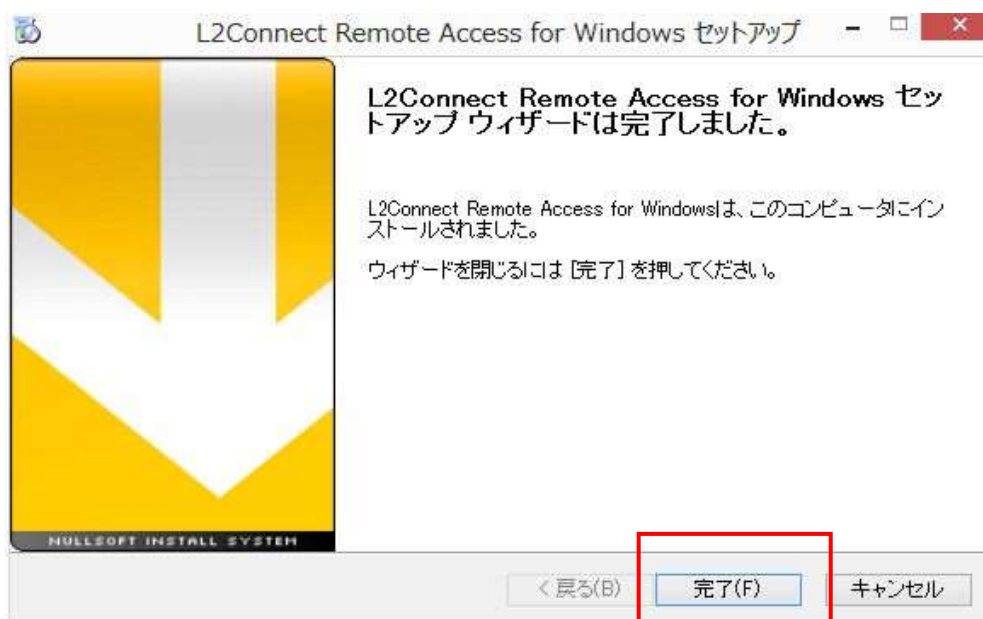 L2Connect Remote Access for Windows セットアップ
L2Connect Remote Access for Windows セッ
トアップ ウィザードは完了しました。
L2Connect Remote Access for Windowsは、このコンピュータにイン
ストールされました。
ウィザードを閉じるには [完了] を押してください。
NULLSOFT INSTALL SYSTEM
< 戻る(B)
完了(F)
キャンセル